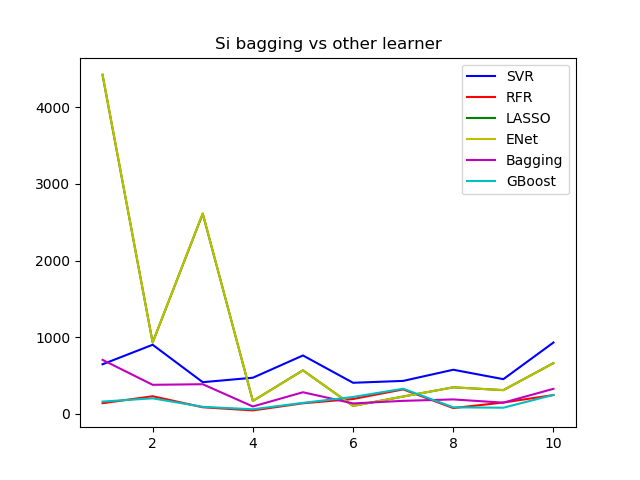 Si bagging vs other learner
SVR
RFR
LASSO
ENet
Bagging
GBoost
4000
3000
2000
1000
0
2
4
6
8
10